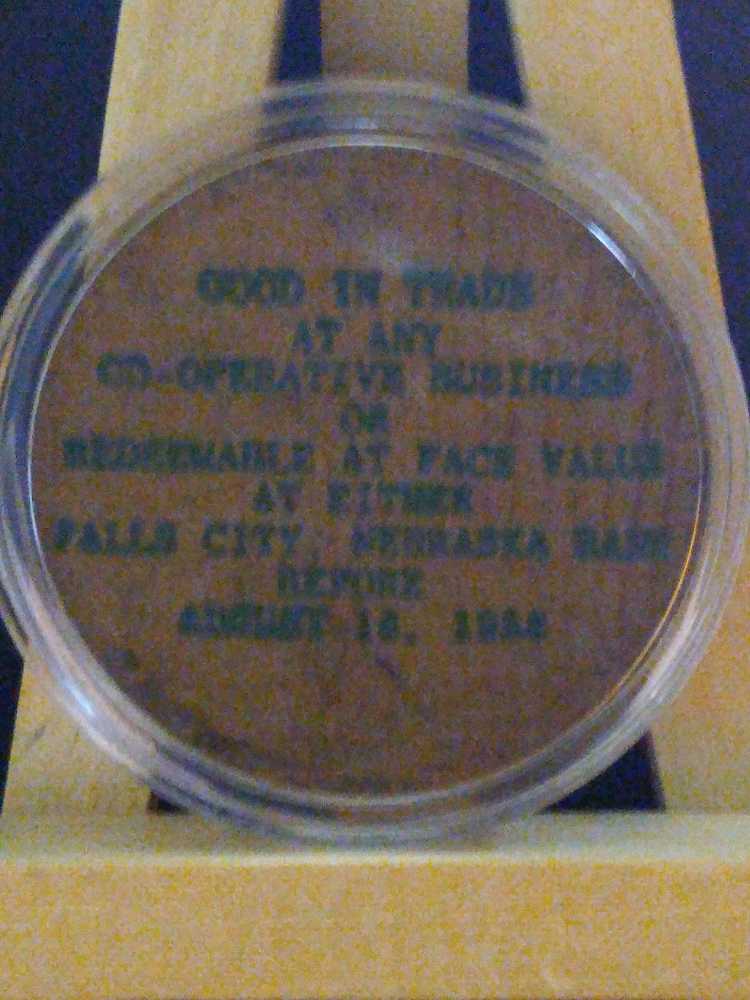 GOOD IN TRADE
AT ANY
CO-OPERATIVE BUSINESS
OR
REDEEMABLE AT FACE VALUE
AT EITHER
FALLS CITY, NEBRASKA BANK
BEFORE
AUGUST